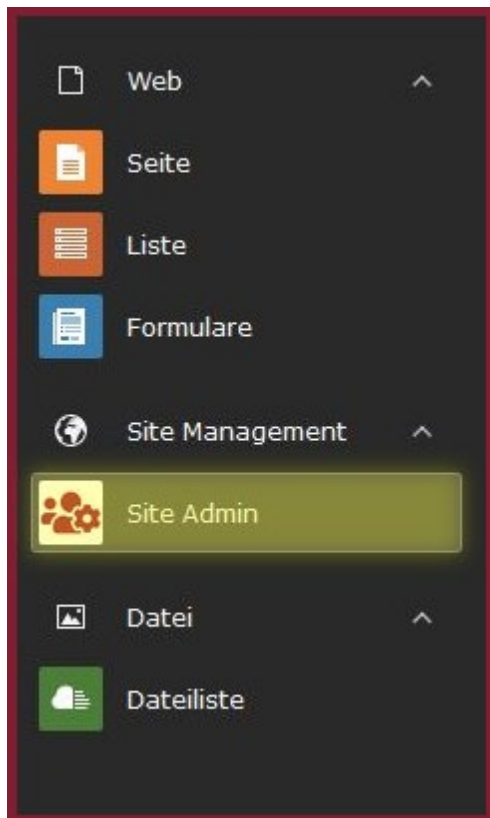 Web
Seite
Liste
Formulare
Site Management
Site Admin
Datei
Dateiliste